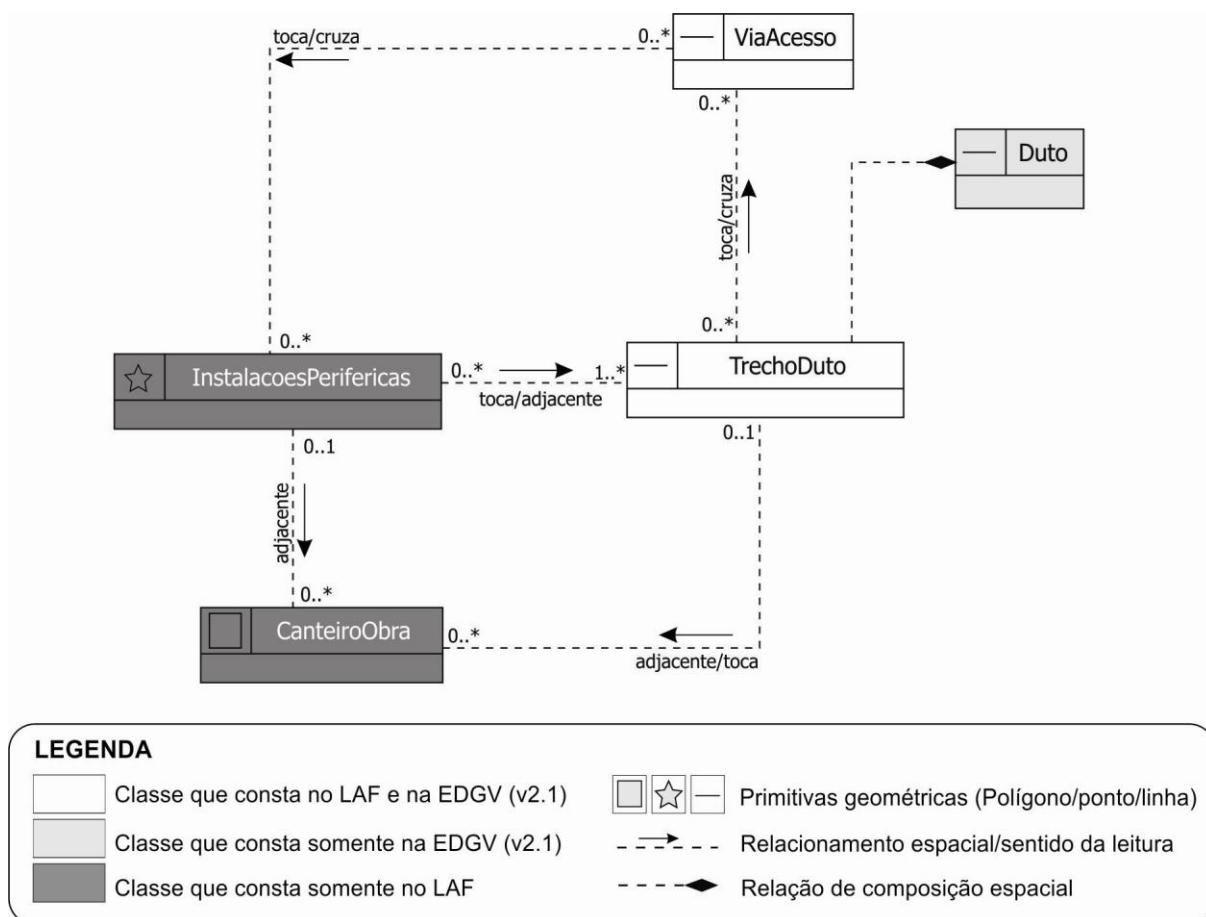 toca/cruza
0..*
ViaAcesso
0..*
Duto
toca/cruza
0..*
0..*
InstalacoesPerifericas
0..*
1..*
toca/adjacente
TrechoDuto
0..1
0..1
adjacente
0..*
CanteiroObra
0..*
adjacente/toca
LEGENDA
Classe que consta no LAF e na EDGV (v2.1)
Classe que consta somente na EDGV (v2.1)
Classe que consta somente no LAF
Primitivas geométricas (Polígono/ponto/linha)
Relacionamento espacial/sentido da leitura
Relação de composição espacial